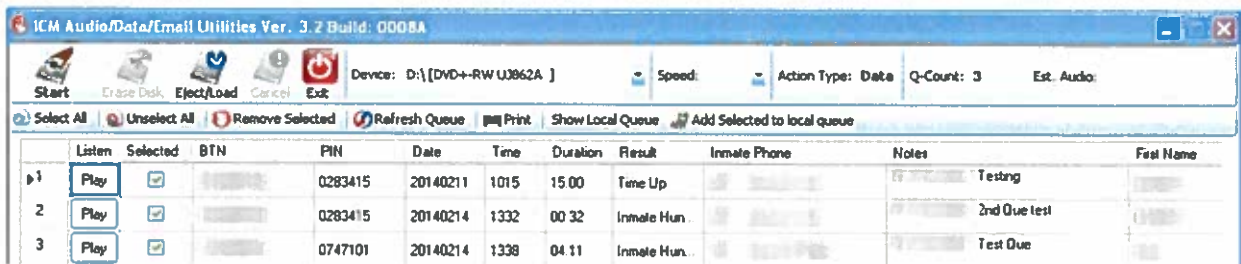 ICM Audio/Data/Email Utilities Ver. 3.2 Build: 0008A
Start Erase Disk Eject/Load Cancel Exit Device: D:\[DVD+-RW UJ862A ] Speed: Action Type: Data Q-Count: 3 Est. Audio:
Select All Unselect All Remove Selected Refresh Queue Print Show Local Queue Add Selected to local queue
Listen Selected BTN PIN Date Time Duration Result Inmate Phone Notes First Name
1 Play 0283415 20140211 1015 15.00 Time Up Testing
2 Play 0283415 20140214 1332 00 32 Inmate Hun... 2nd Que test
3 Play 0747101 20140214 1338 04.11 Inmate Hun... Test Que